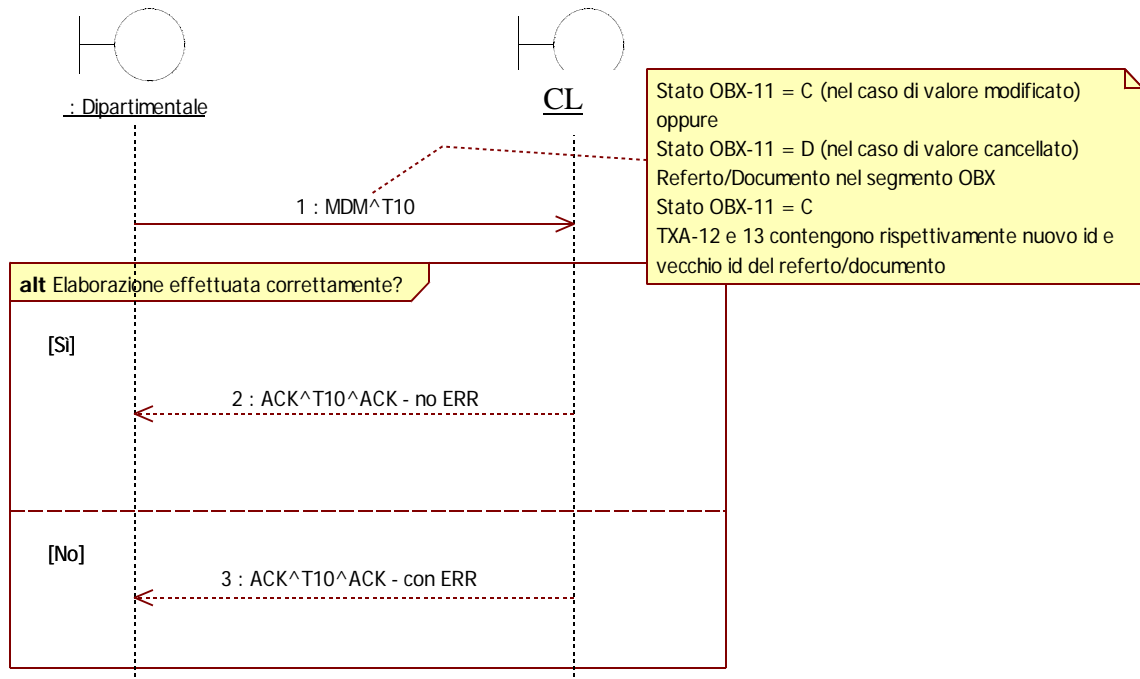 : Dipartimentale
CL
Stato OBX-11 = C (nel caso di valore modificato)
oppure
Stato OBX-11 = D (nel caso di valore cancellato)
Referto/Documento nel segmento OBX
Stato OBX-11 = C
TXA-12 e 13 contengono rispettivamente nuovo id e
vecchio id del referto/documento
1 : MDM^T10
alt Elaborazione effettuata correttamente?
[Sì]
2 : ACK^T10^ACK - no ERR
[No]
3 : ACK^T10^ACK - con ERR